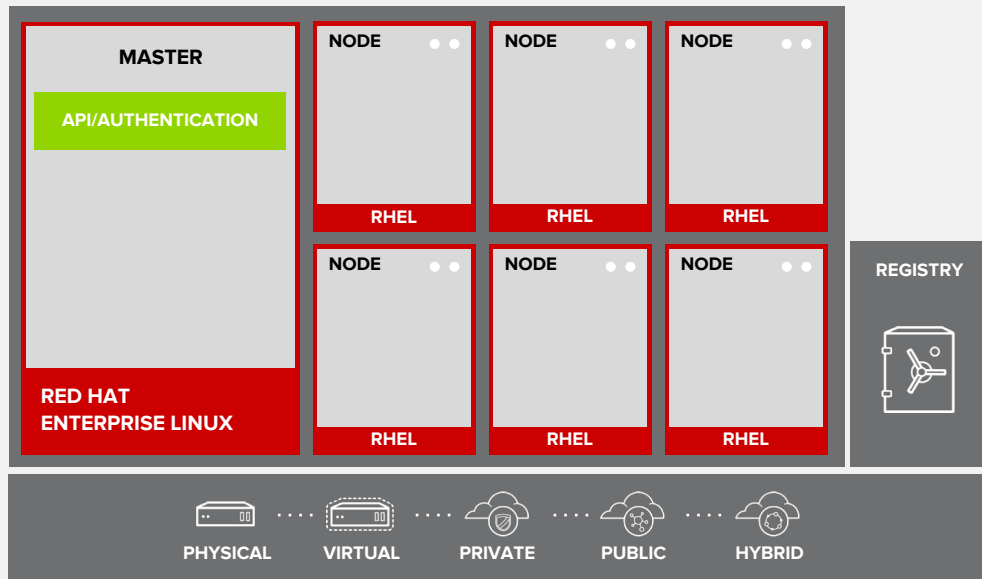 MASTER
API/AUTHENTICATION
RED HAT
ENTERPRISE LINUX
NODE
RHEL
NODE
RHEL
NODE
RHEL
NODE
RHEL
NODE
RHEL
NODE
RHEL
REGISTRY
PHYSICAL
VIRTUAL
PRIVATE
PUBLIC
HYBRID